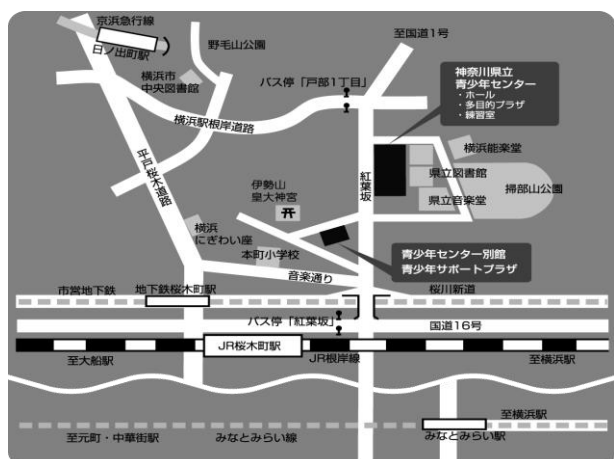 京浜急行線
日ノ出町駅
野毛山公園
至国道1号
横浜市
中央図書館
バス停「戸部1丁目」
神奈川県立
青少年センター
・ホール
・多目的プラザ
・練習室
横浜駅根岸道路
平戸桜木道路
紅葉坂
横浜能楽堂
県立図書館
県立音楽堂
掃部山公園
伊勢山
皇大神宮
横浜
にぎわい座
本町小学校
音楽通り
青少年センター別館
青少年サポートプラザ
市営地下鉄
地下鉄桜木町駅
桜川新道
バス停「紅葉坂」
国道16号
JR桜木町駅
至大船駅
JR根岸線
至横浜駅
至横浜駅
至元町・中華街駅
みなとみらい線
みなとみらい駅